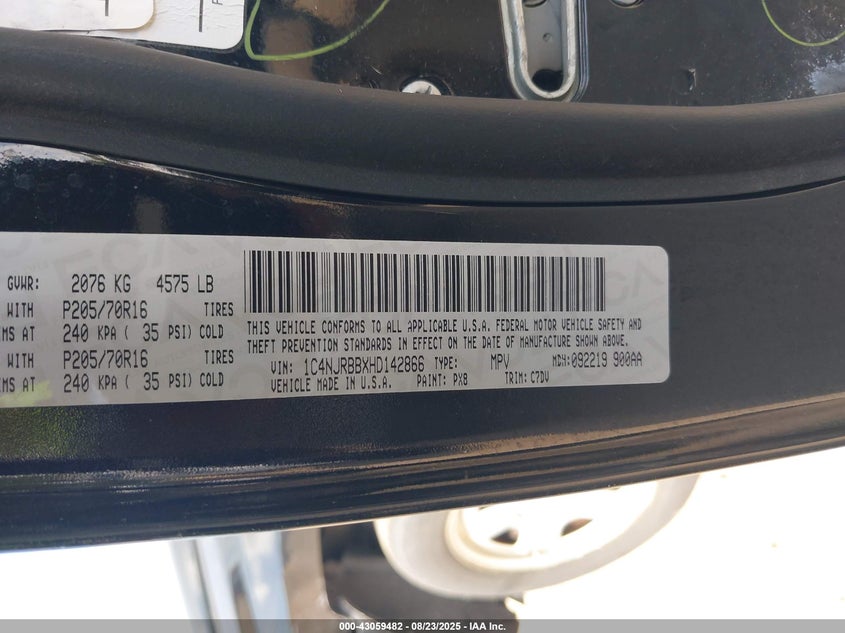 GVWR: 2076 KG 4575 LB
WITH P205/70R16 TIRES
MS AT 240 KPA ( 35 PSI) COLD
WITH P205/70R16 TIRES
MS AT 240 KPA ( 35 PSI) COLD
THIS VEHICLE CONFORMS TO ALL APPLICABLE U.S.A. FEDERAL MOTOR VEHICLE SAFETY AND
THEFT PREVENTION STANDARDS IN EFFECT ON THE DATE OF MANUFACTURE SHOWN ABOVE.
VIN: 1C4NJRBBXHD142866 TYPE: MPV MDH: 092219 900AA
VEHICLE MADE IN U.S.A. PAINT: PX8 TRIM: C7DV
000-43059482 - 08/23/2025 - IAA Inc.